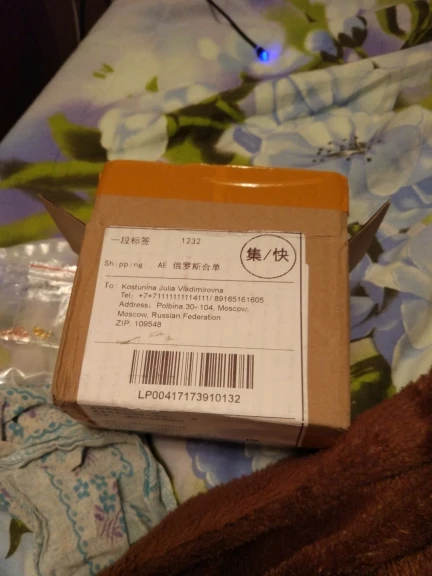 一段标签 1232
集/快
Shipping: AE 俄罗斯合单
To: Kostunina Julia Vladimirovna
Tel: +7+71111111114111/ 89165161605
Address: Polbina 30- 104, Moscow,
Moscow, Russian Federation
ZIP: 109548
LP00417173910132